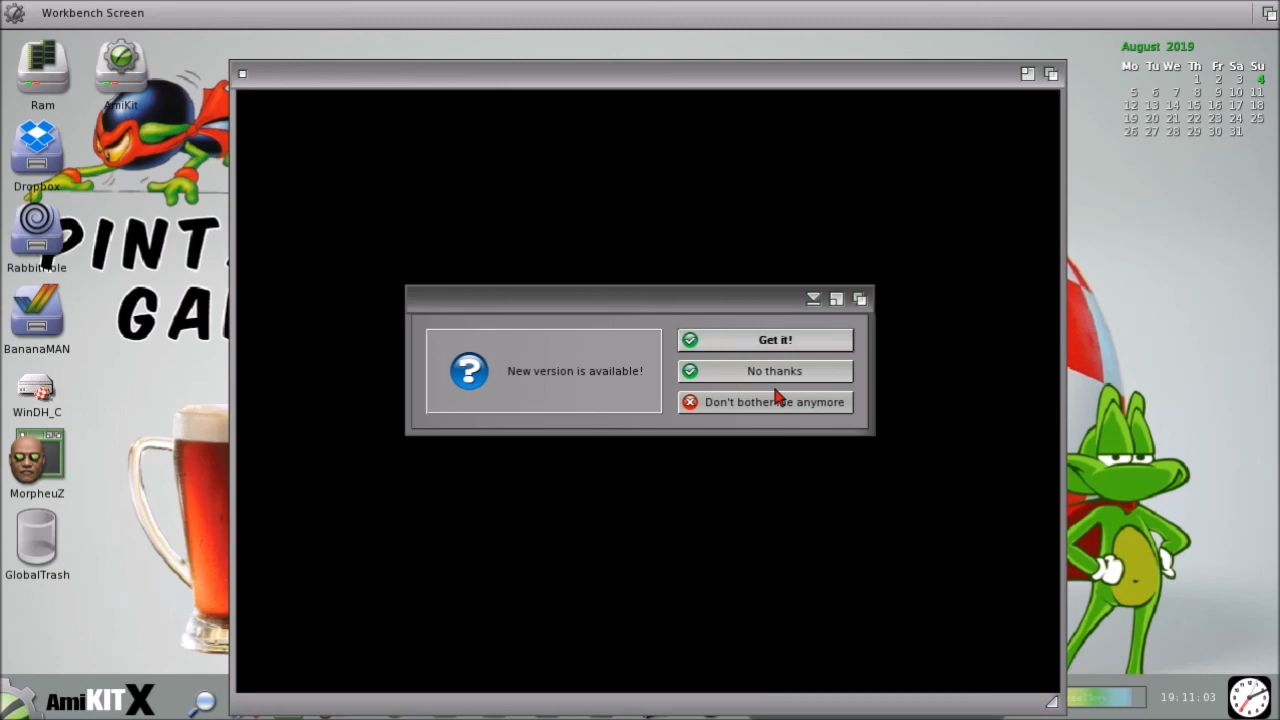 Workbench Screen
Ram
AmiKit
Dropbox
RabbitHole
BananaMAN
WinDH_C
MorpheuZ
GlobalTrash
PINT
GA
New version is available!
Get it!
No thanks
Don't bother me anymore
August 2019
Mo Tu We Th Fr Sa Su
1 2 3 4
5 6 7 8 9 10 11
12 13 14 15 16 17 18
19 20 21 22 23 24 25
26 27 28 29 30 31
AmiKIT X
19:11:03